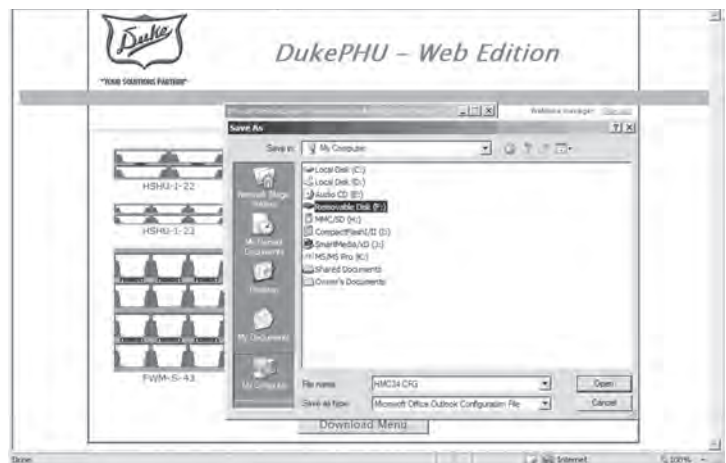 Duke
"YOUR SOLUTIONS PARTNER"
DukePHU – Web Edition
Save As
Save in: My Computer
Local Disk (C:)
Local Disk (D:)
Audio CD (E:)
Removable Disk (F:)
MMC/SD (H:)
CompactFlash I/II (I:)
SmartMedia/xD (J:)
MS/MS Pro (K:)
Shared Documents
Owner's Documents
My Recent
Documents
Desktop
My Documents
My Computer
HSHU-1-22
HSHU-1-23
FWM-S-43
File name: HMC34.CFG
Open
Save as type: Microsoft Office Outlook Configuration File
Cancel
Download Menu
Done
Internet
100%